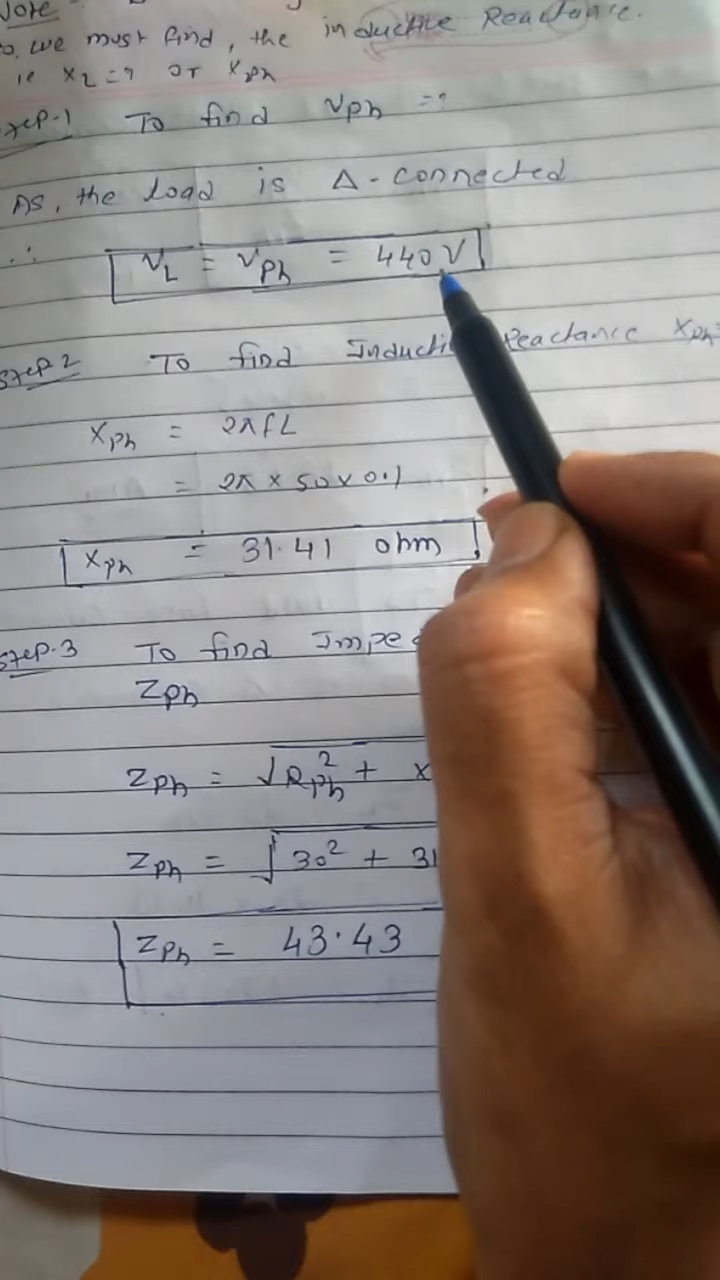 Note -
we must find, the inductive Reactance.
ie XL = ? or Xph
Step-1 To find Vph = ?
As, the load is Δ - connected
∴ VL = Vph = 440V
Step 2 To find Inducti Reactance Xph =
Xph = 2πfL
= 2π × 50 × 0.1
Xph = 31.41 ohm
Step-3 To find Impe
Zph
Zph = √Rph² + X
Zph = √30² + 31
Zph = 43.43